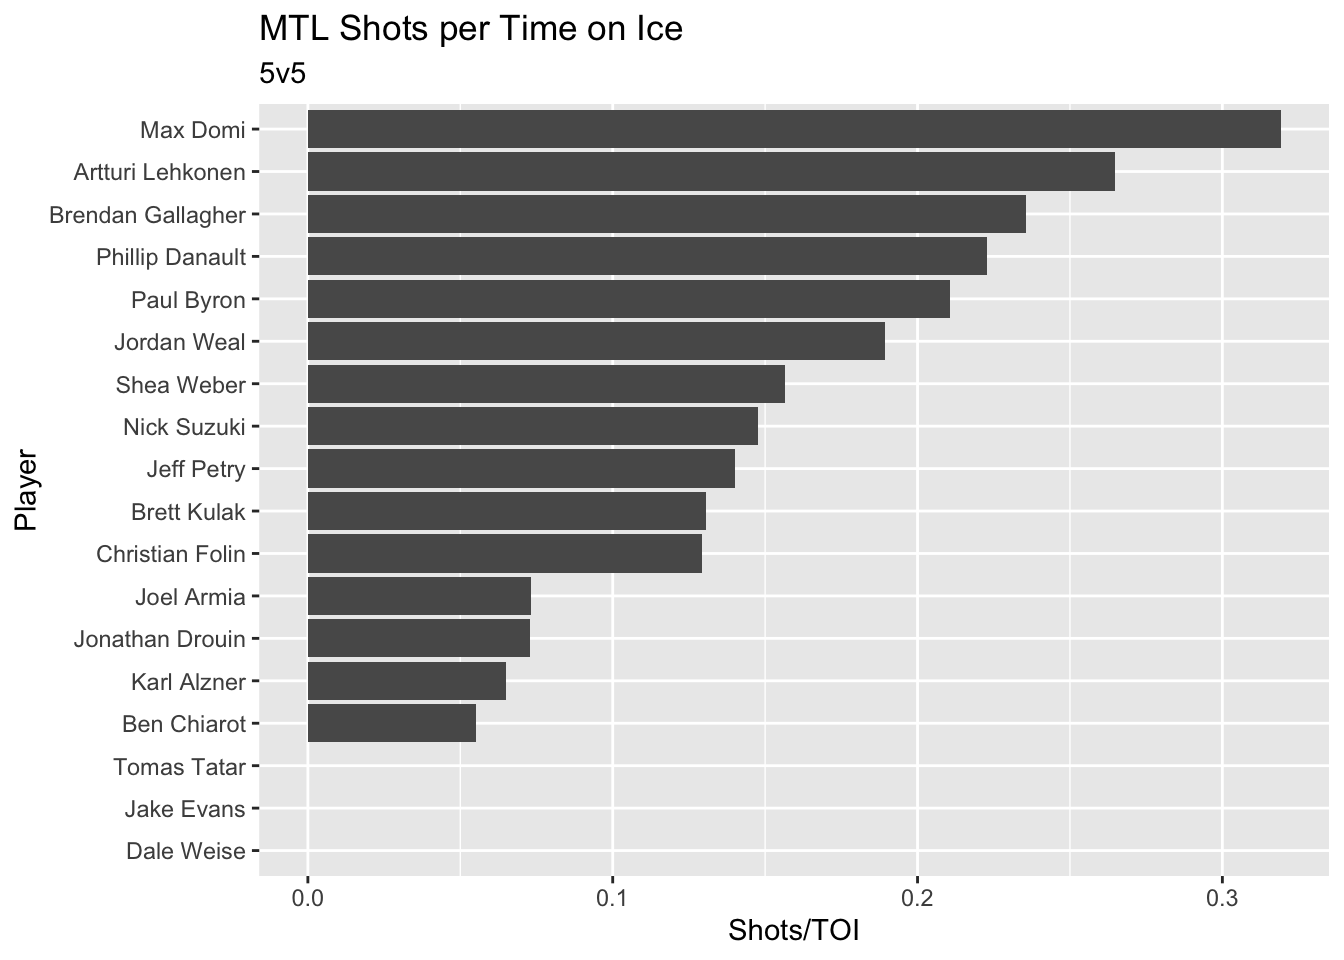 MTL Shots per Time on Ice
5v5
Player
Max Domi
Artturi Lehkonen
Brendan Gallagher
Phillip Danault
Paul Byron
Jordan Weal
Shea Weber
Nick Suzuki
Jeff Petry
Brett Kulak
Christian Folin
Joel Armia
Jonathan Drouin
Karl Alzner
Ben Chiarot
Tomas Tatar
Jake Evans
Dale Weise
0.0 0.1 0.2 0.3
Shots/TOI